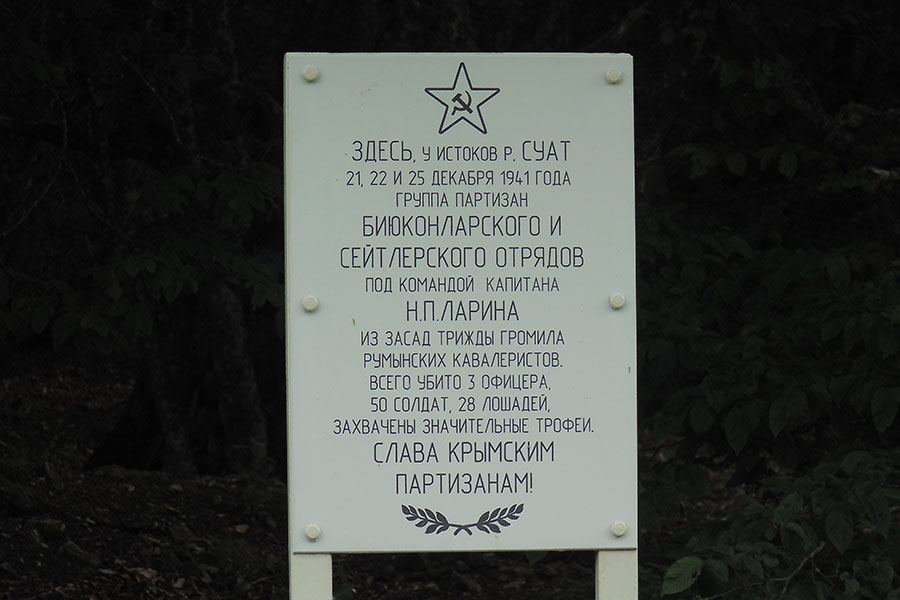 ЗДЕСЬ, У ИСТОКОВ Р. СУАТ
21, 22 И 25 ДЕКАБРЯ 1941 ГОДА
ГРУППА ПАРТИЗАН
БИЮКОНЛАРСКОГО И
СЕЙТЛЕРСКОГО ОТРЯДОВ
ПОД КОМАНДОЙ КАПИТАНА
Н.П.ЛАРИНА
ИЗ ЗАСАД ТРИЖДЫ ГРОМИЛА
РУМЫНСКИХ КАВАЛЕРИСТОВ.
ВСЕГО УБИТО 3 ОФИЦЕРА,
50 СОЛДАТ, 28 ЛОШАДЕЙ,
ЗАХВАЧЕНЫ ЗНАЧИТЕЛЬНЫЕ ТРОФЕИ.
СЛАВА КРЫМСКИМ
ПАРТИЗАНАМ!